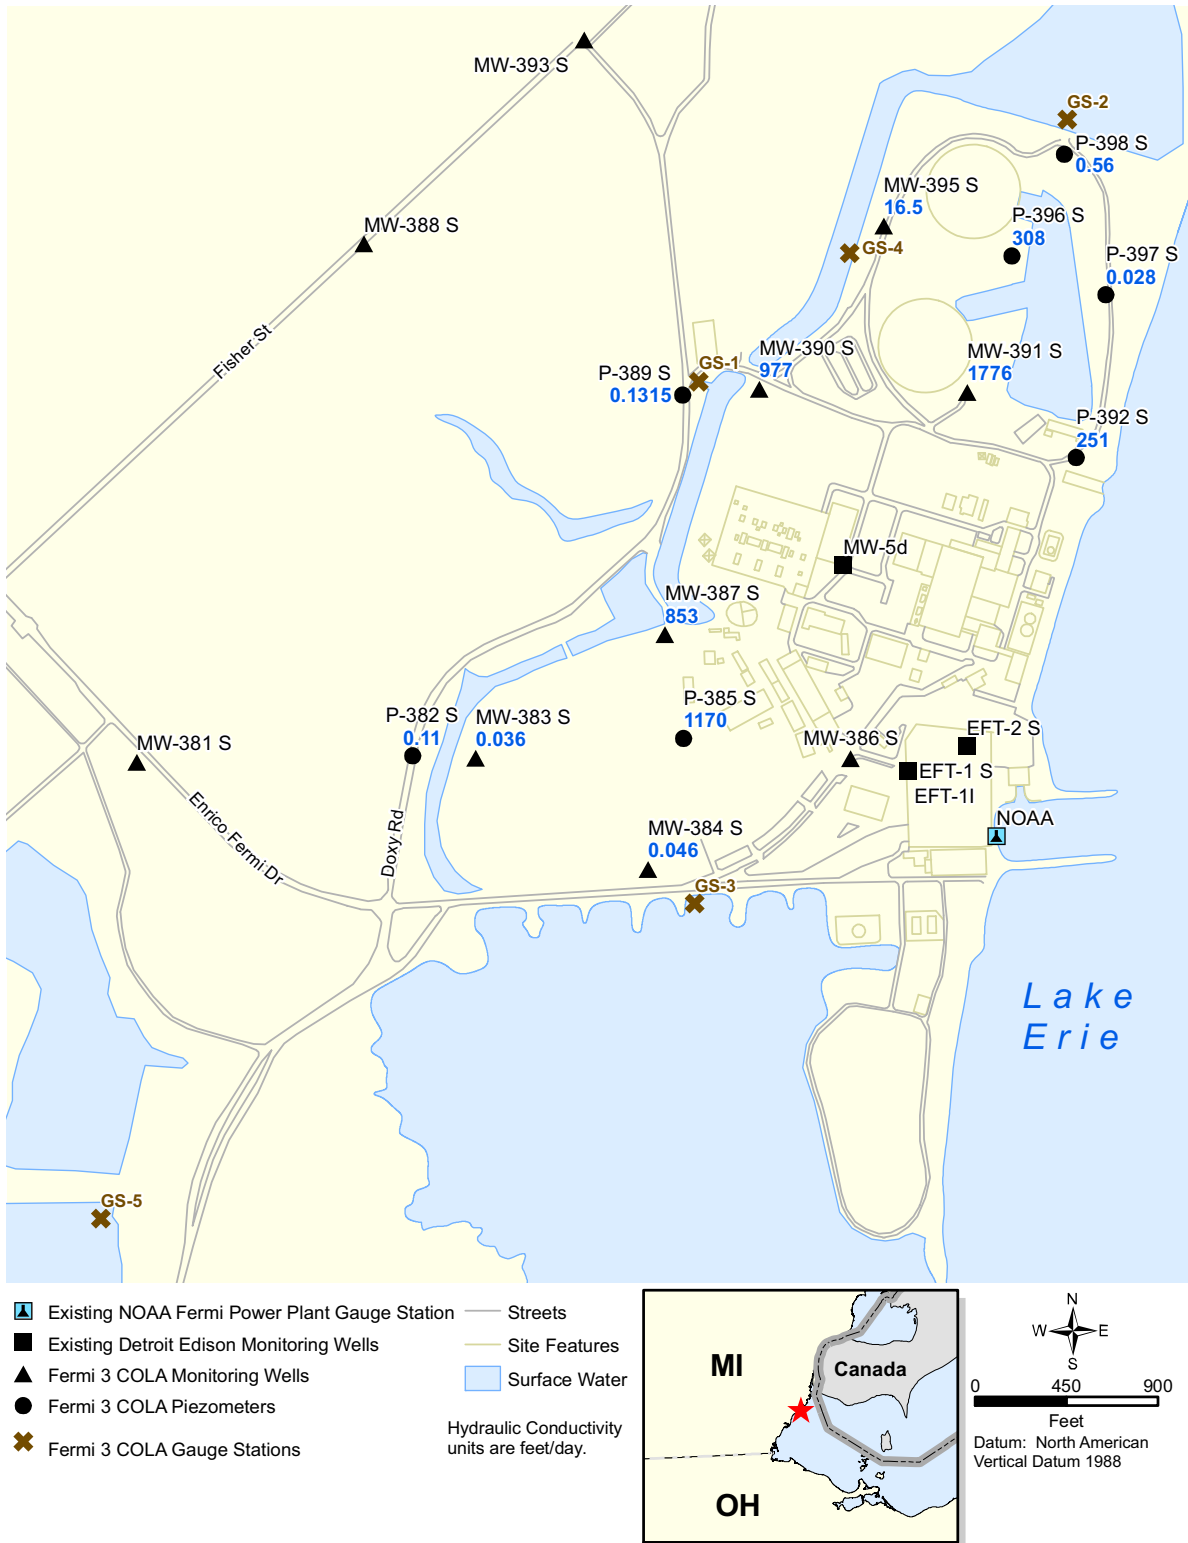 MW-393 S
GS-2
P-398 S
0.56
MW-395 S
16.5
MW-388 S
P-396 S
308
GS-4
P-397 S
0.028
Fisher St
MW-390 S
977
MW-391 S
1776
GS-1
P-389 S
0.1315
P-392 S
251
MW-5d
MW-387 S
853
P-385 S
1170
P-382 S
0.11
MW-383 S
0.036
MW-381 S
MW-386 S
EFT-2 S
EFT-1 S
EFT-1I
NOAA
Enrico Fermi Dr
Doxy Rd
MW-384 S
0.046
GS-3
Lake
Erie
GS-5
Existing NOAA Fermi Power Plant Gauge Station
Existing Detroit Edison Monitoring Wells
Fermi 3 COLA Monitoring Wells
Fermi 3 COLA Piezometers
Fermi 3 COLA Gauge Stations
Streets
Site Features
Surface Water
Hydraulic Conductivity
units are feet/day.
MI
Canada
OH
N
W E
S
0 450 900
Feet
Datum: North American
Vertical Datum 1988